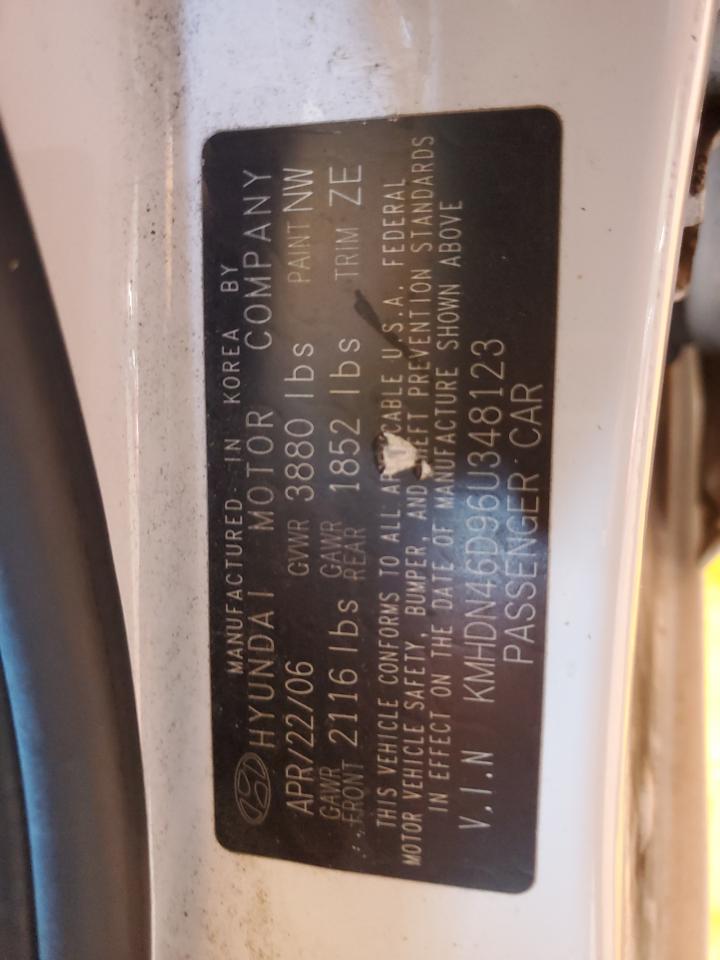 MANUFACTURED IN KOREA BY
HYUNDAI MOTOR COMPANY
APR/22/06 GVWR 3880 lbs PAINT NW
GAWR FRONT 2116 lbs GAWR REAR 1852 lbs TRIM ZE
THIS VEHICLE CONFORMS TO ALL CABLE U.S.A. FEDERAL
MOTOR VEHICLE SAFETY, BUMPER, AND THEFT PREVENTION STANDARDS
IN EFFECT ON THE DATE OF MANUFACTURE SHOWN ABOVE
V.I.N KMHDN46D96U348123
PASSENGER CAR